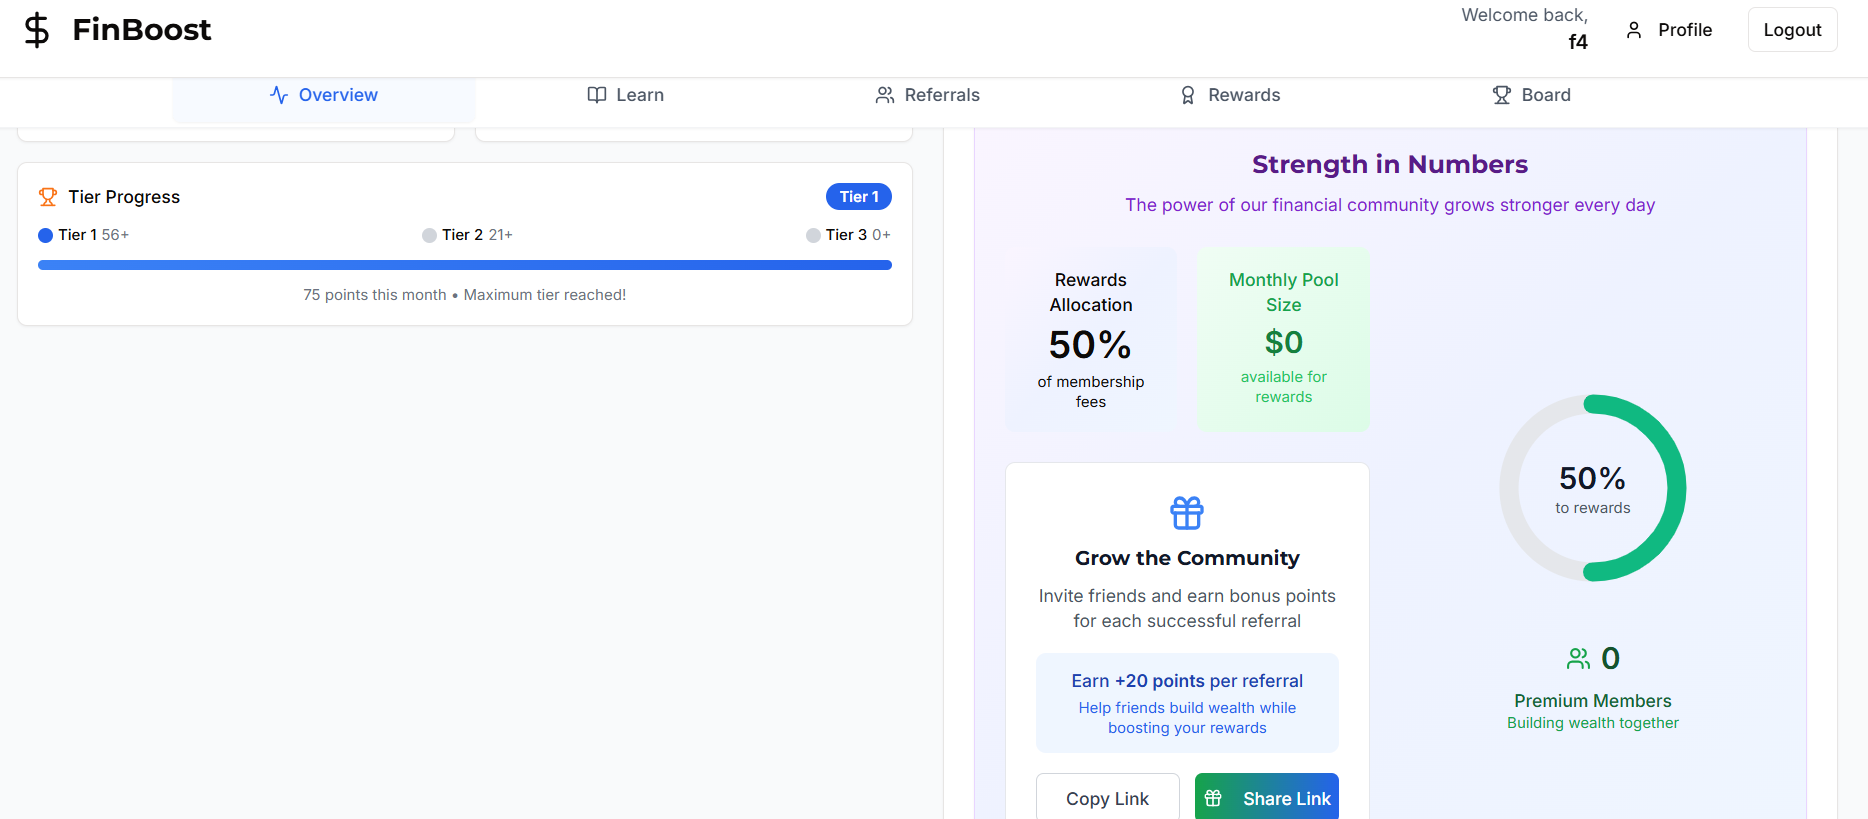 FinBoost
Welcome back,
f4
Profile
Logout
Overview
Learn
Referrals
Rewards
Board
Tier Progress
Tier 1
Tier 1 56+
Tier 2 21+
Tier 3 0+
75 points this month • Maximum tier reached!
Strength in Numbers
The power of our financial community grows stronger every day
Rewards
Allocation
50%
of membership
fees
Monthly Pool
Size
$0
available for
rewards
Grow the Community
Invite friends and earn bonus points
for each successful referral
Earn +20 points per referral
Help friends build wealth while
boosting your rewards
Copy Link
Share Link
50%
to rewards
0
Premium Members
Building wealth together